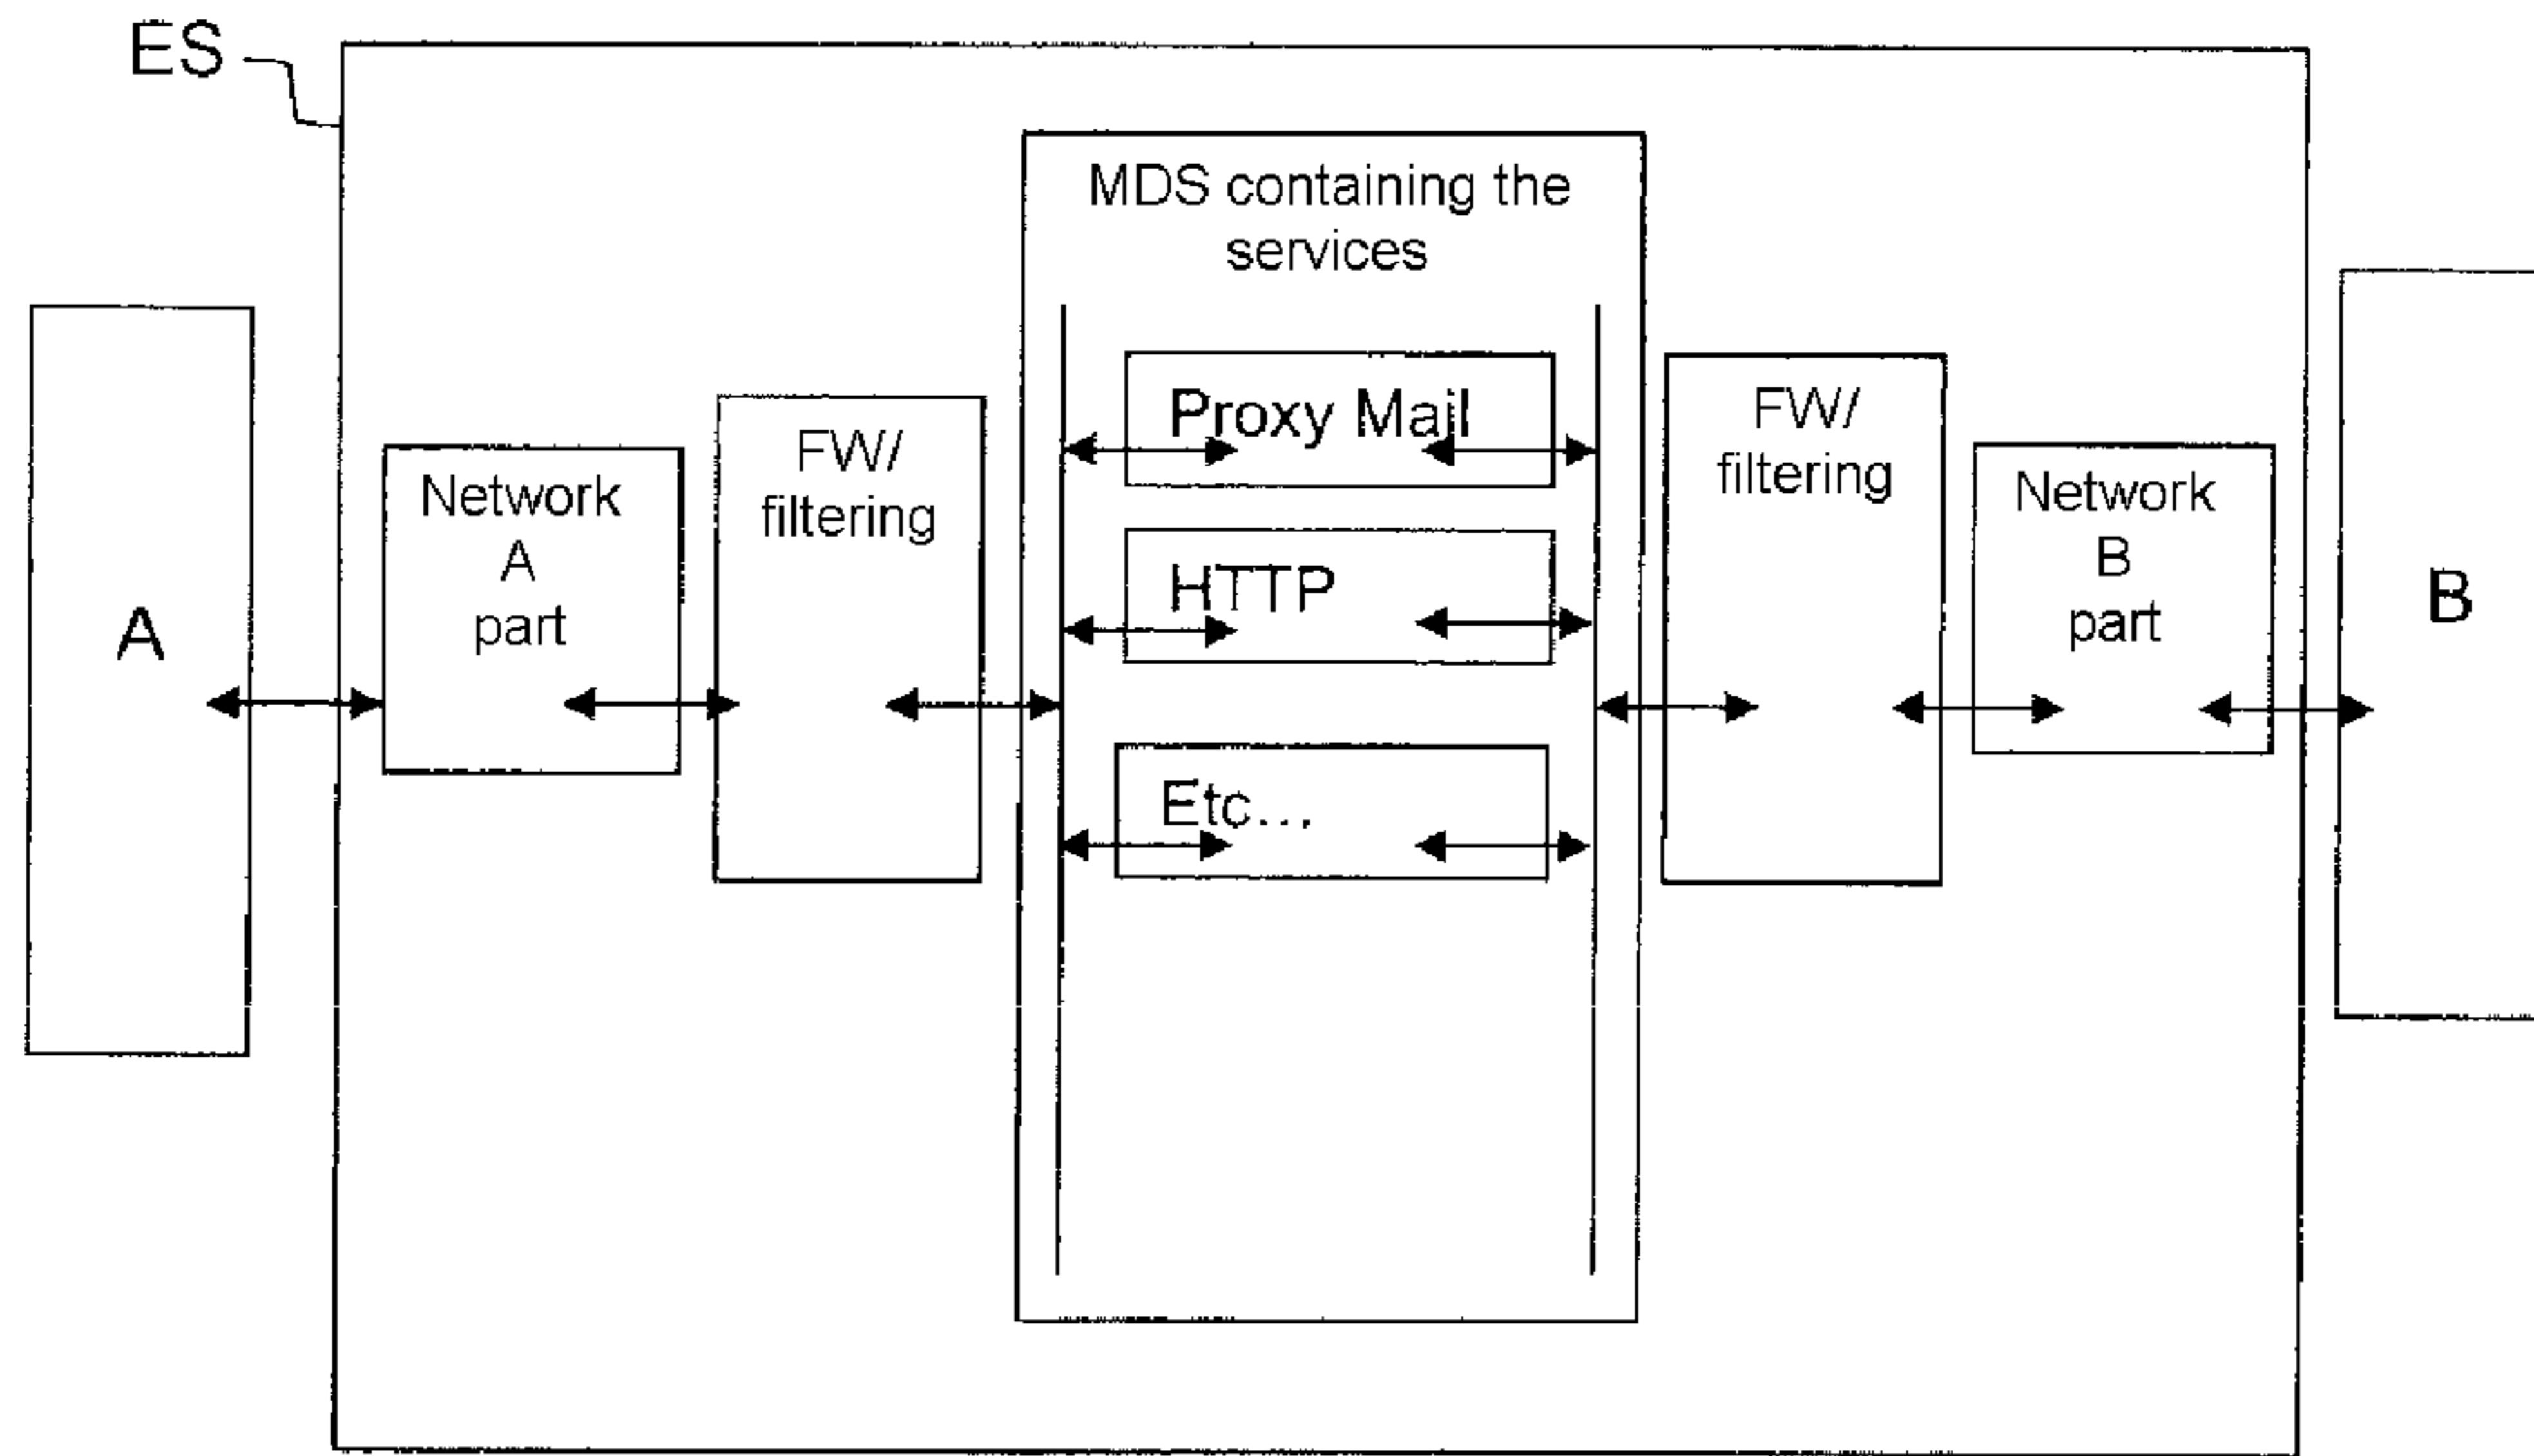 ES
MDS containing the
services
A
Network
A
part
FW/
filtering
Proxy Mail
HTTP
Etc...
FW/
filtering
Network
B
part
B